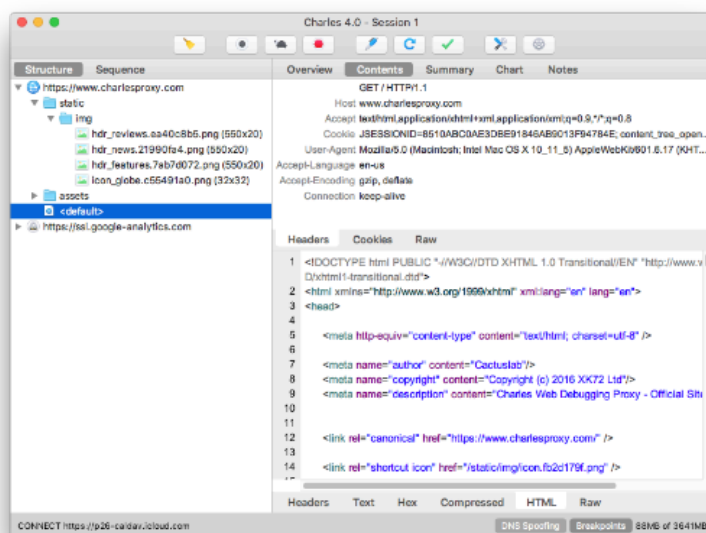 Charles 4.0 - Session 1
Structure
Sequence
https://www.charlesproxy.com
static
img
hdr_reviews.ea40c8b6.png (550x20)
hdr_news.21990fa4.png (550x20)
hdr_features.7ab7d072.png (550x20)
icon_globe.c55491a0.png (32x32)
assets
<default>
https://ssl.google-analytics.com
Overview
Contents
Summary
Chart
Notes
GET / HTTP/1.1
Host www.charlesproxy.com
Accept text/html,application/xhtml+xml,application/xml;q=0.9,*/*;q=0.8
Cookie JSESSIONID=8510ABC0AE3DBE91846AB9013F94784E; content_tree_open...
User-Agent Mozilla/5.0 (Macintosh; Intel Mac OS X 10_11_5) AppleWebKit/601.6.17 (KHT...
Accept-Language en-us
Accept-Encoding gzip, deflate
Connection keep-alive
Headers
Cookies
Raw
1 <!DOCTYPE html PUBLIC "-//W3C//DTD XHTML 1.0 Transitional//EN" "http://www.v
D/xhtml1-transitional.dtd">
2 <html xmlns="http://www.w3.org/1999/xhtml" xml:lang="en" lang="en">
3 <head>
4
5 <meta http-equiv="content-type" content="text/html; charset=utf-8" />
6
7 <meta name="author" content="Cactuslab"/>
8 <meta name="copyright" content="Copyright (c) 2016 XK72 Ltd"/>
9 <meta name="description" content="Charles Web Debugging Proxy - Official Site
10
11
12 <link rel="canonical" href="https://www.charlesproxy.com/" />
13
14 <link rel="shortcut icon" href="/static/img/icon.fb2d179f.png" />
Headers
Text
Hex
Compressed
HTML
Raw
CONNECT https://p26-caldav.icloud.com
DNS Spoofing
Breakpoints
88MB of 3641MB